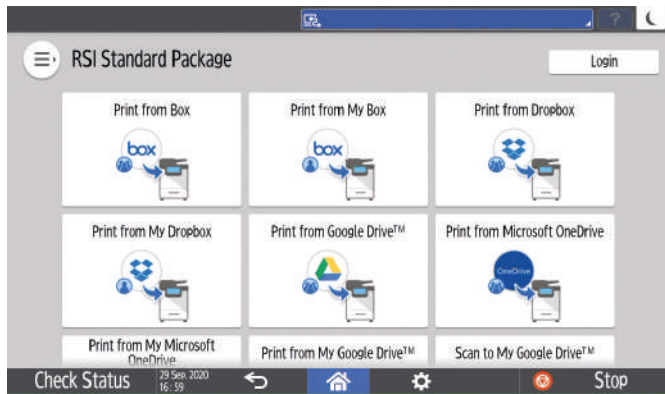 ?
RSI Standard Package
Login
Print from Box
Print from My Box
Print from Dropbox
box
box
Print from My Dropbox
Print from Google Drive™
Print from Microsoft OneDrive
OneDrive
Print from My Microsoft
OneDrive
Print from My Google Drive™
Scan to My Google Drive™
Check Status
29 Sep. 2020
16:59
Stop